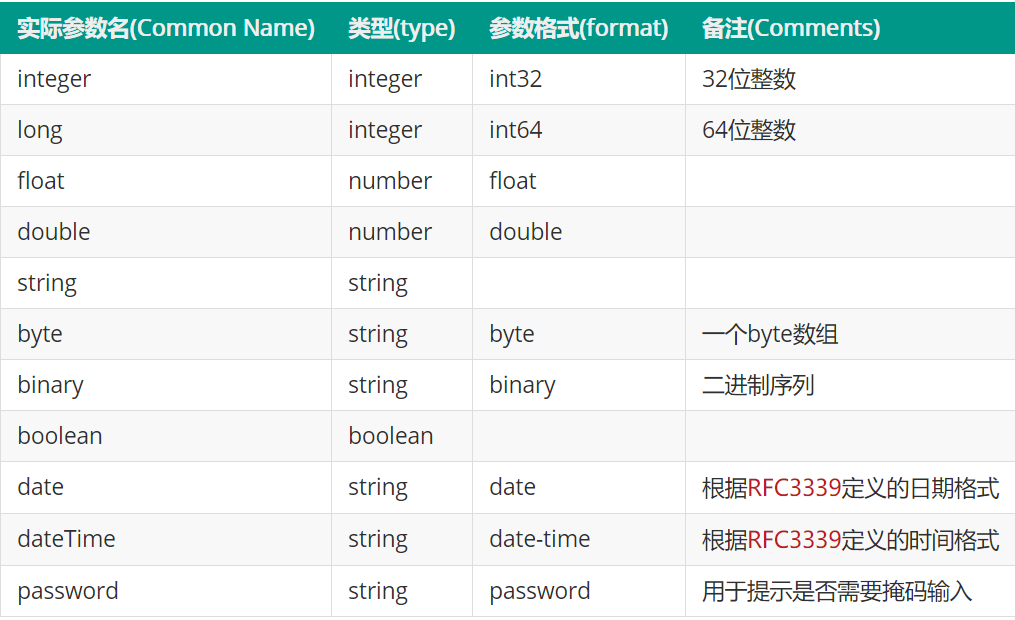 实际参数名(Common Name) 类型(type) 参数格式(format) 备注(Comments)
integer integer int32 32位整数
long integer int64 64位整数
float number float
double number double
string string
byte string byte 一个byte数组
binary string binary 二进制序列
boolean boolean
date string date 根据RFC3339定义的日期格式
dateTime string date-time 根据RFC3339定义的时间格式
password string password 用于提示是否需要掩码输入